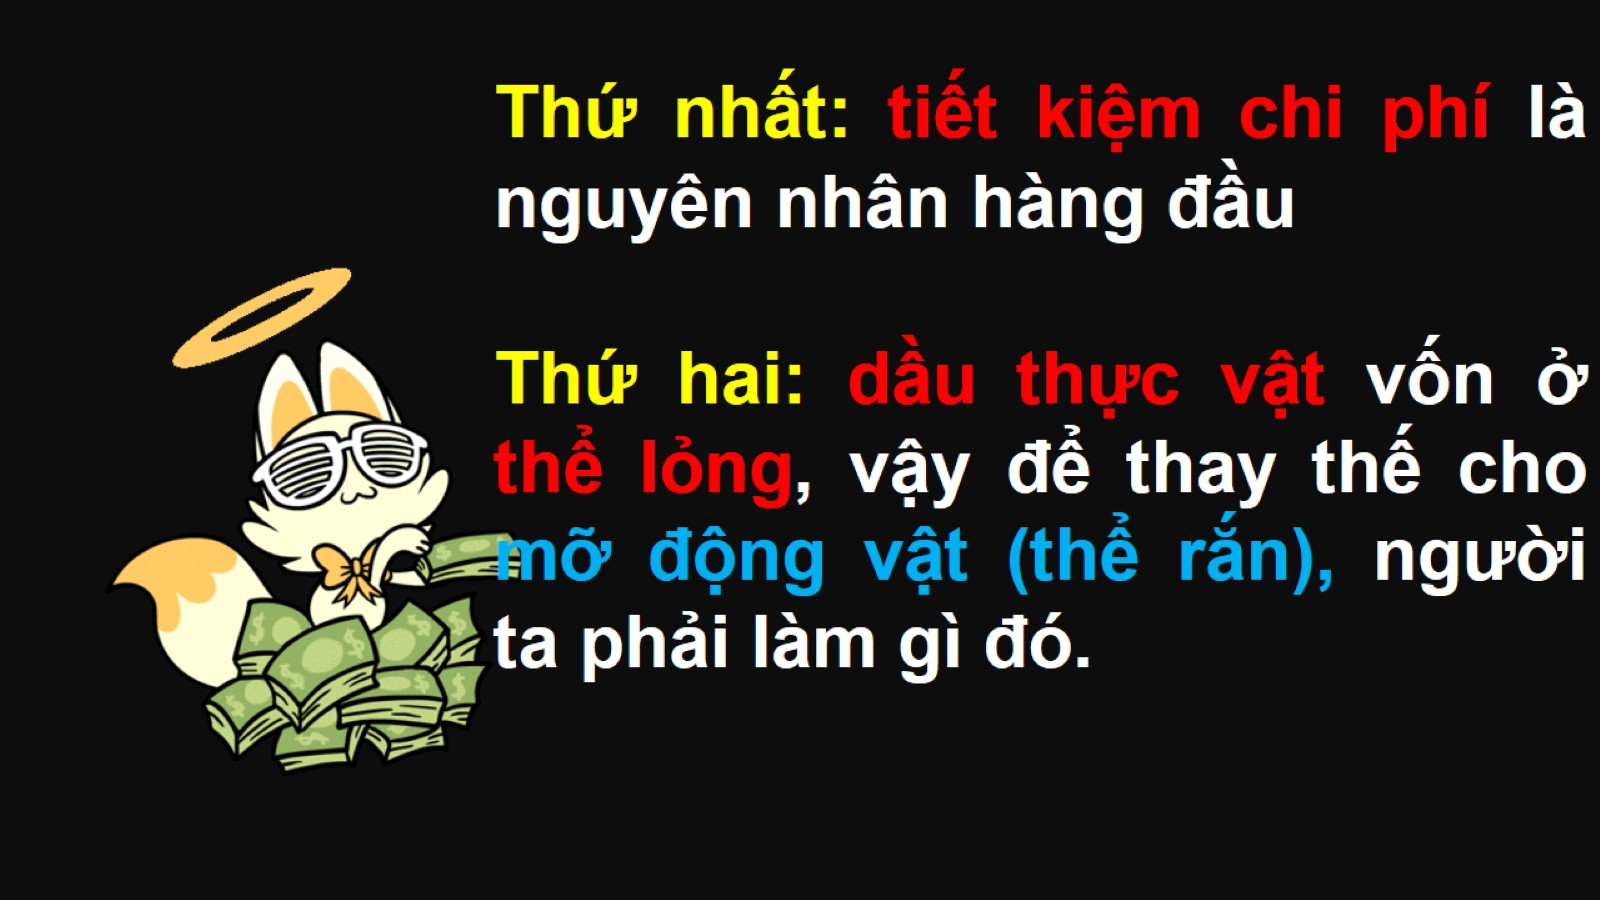 Thứ nhất: tiết kiệm chi phí là
nguyên nhân hàng đầu
Thứ hai: dầu thực vật vốn ở
thể lỏng, vậy để thay thế cho
mỡ động vật (thể rắn), người
ta phải làm gì đó.